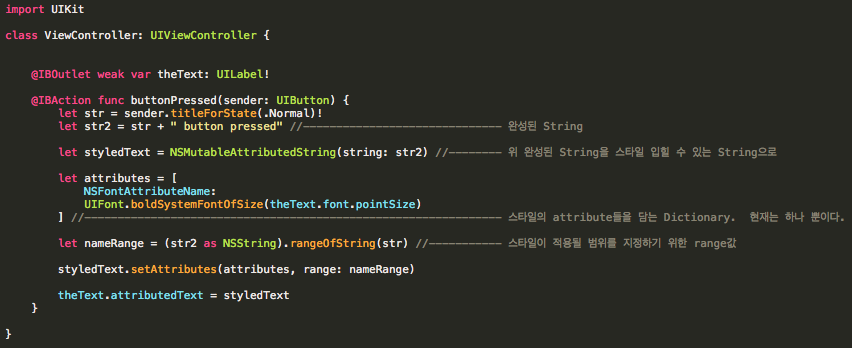 import UIKit
class ViewController: UIViewController {
@IBOutlet weak var theText: UILabel!
@IBAction func buttonPressed(sender: UIButton) {
let str = sender.titleForState(.Normal)!
let str2 = str + " button pressed" //------------------------------ 완성된 String
let styledText = NSMutableAttributedString(string: str2) //-------- 위 완성된 String을 스타일 입힐 수 있는 String으로
let attributes = [
NSFontAttributeName:
UIFont.boldSystemFontOfSize(theText.font.pointSize)
] //--------------------------------------------------------------- 스타일의 attribute들을 담는 Dictionary. 현재는 하나 뿐이다.
let nameRange = (str2 as NSString).rangeOfString(str) //----------- 스타일이 적용될 범위를 지정하기 위한 range값
styledText.setAttributes(attributes, range: nameRange)
theText.attributedText = styledText
}
}